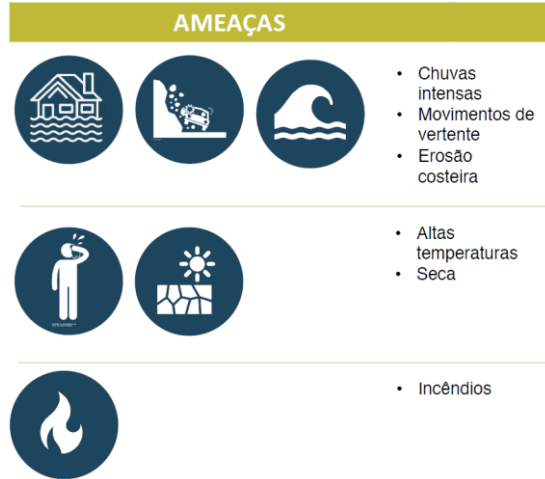 AMEAÇAS
• Chuvas
intensas
• Movimentos de
vertente
• Erosão
costeira
• Altas
temperaturas
• Seca
• Incêndios